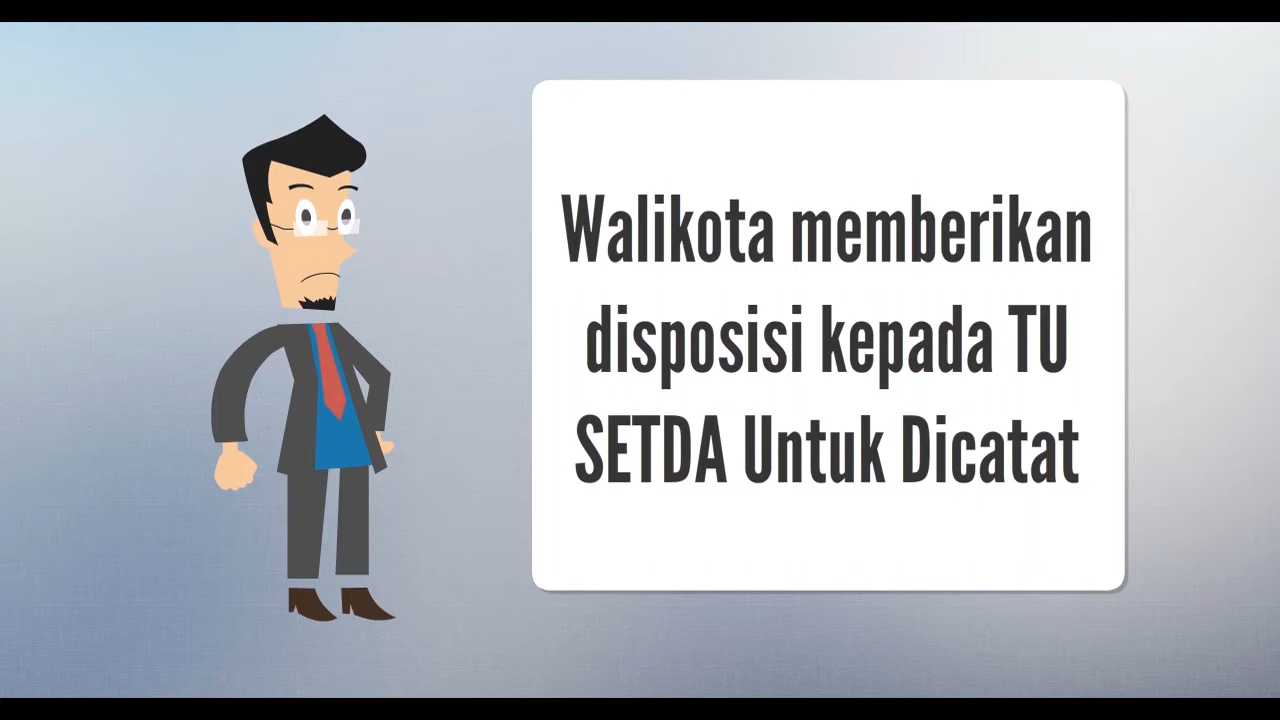 Walikota memberikan
disposisi kepada TU
SETDA Untuk Dicatat